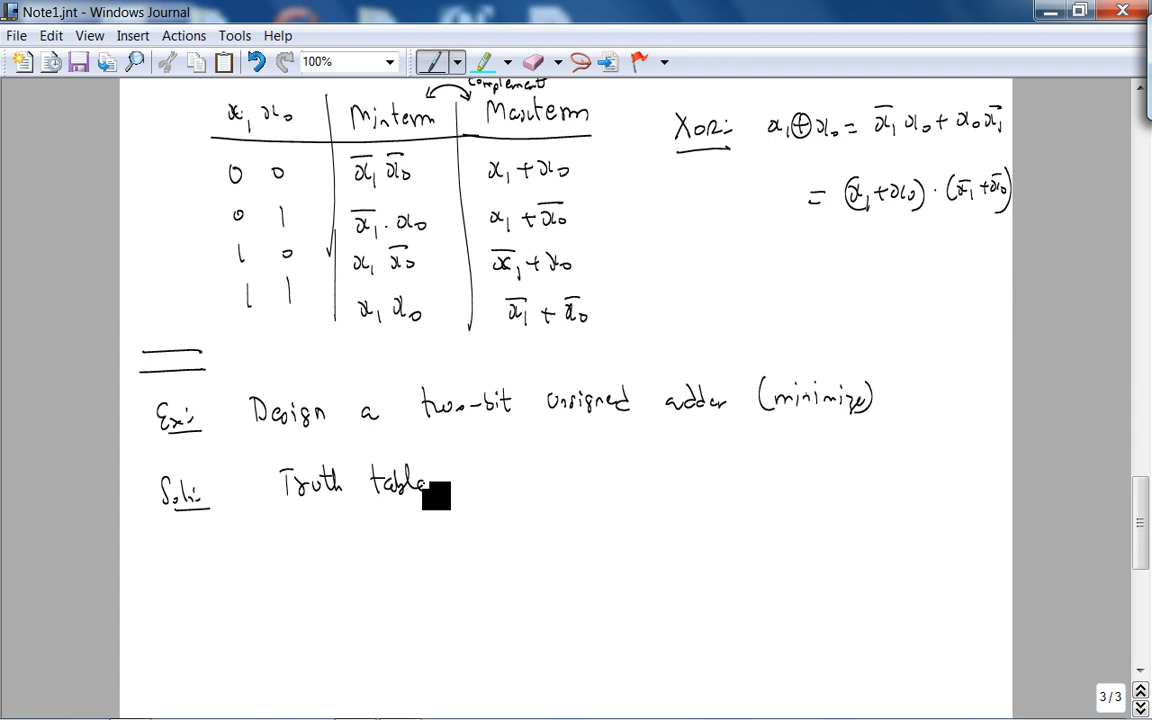 Note1.jnt - Windows Journal
File Edit View Insert Actions Tools Help
100%
complement
x₁ x₀ Minterm Maxterm
0 0 x̅₁ x̅₀ x₁ + x₀
0 1 x̅₁ · x₀ x₁ + x̅₀
1 0 x₁ x̅₀ x̅₁ + x₀
1 1 x₁ x₀ x̅₁ + x̅₀
XOR: x₁ ⊕ x₀ = x̅₁ x₀ + x₀ x̅₁
= (x₁ + x₀) · (x̅₁ + x̅₀)
Ex: Design a two-bit unsigned adder (minimize)
Soln: Truth table
3 / 3